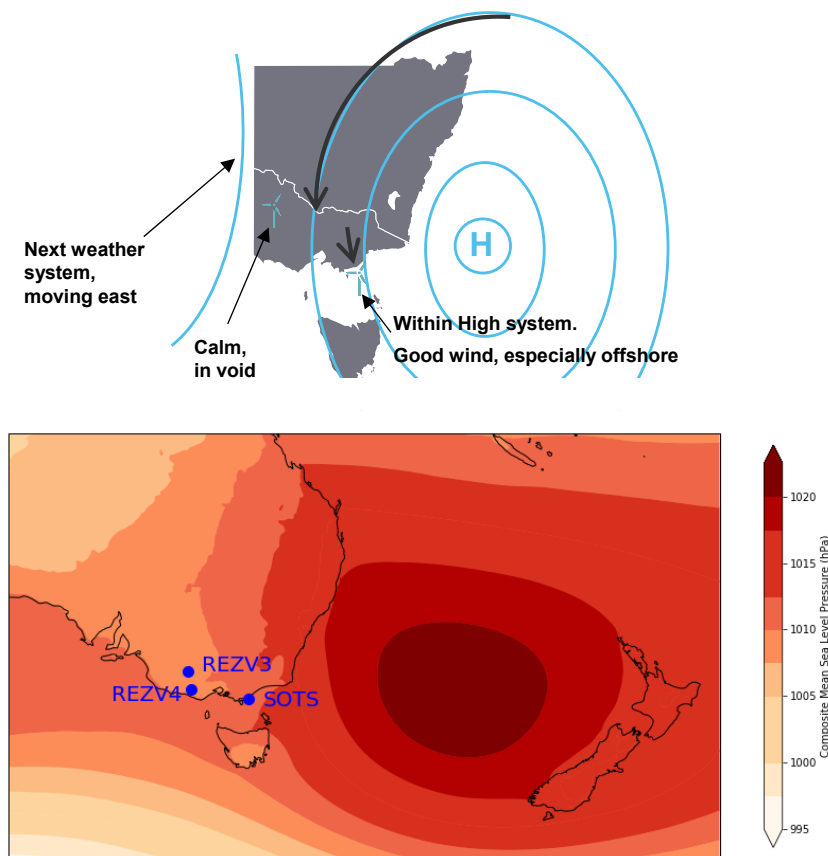 H
Next weather
system,
moving east
Calm,
in void
Within High system.
Good wind, especially offshore
REZV3
REZV4
SOTS
1020
1015
1010
1005
1000
995
Composite Mean Sea Level Pressure (hPa)